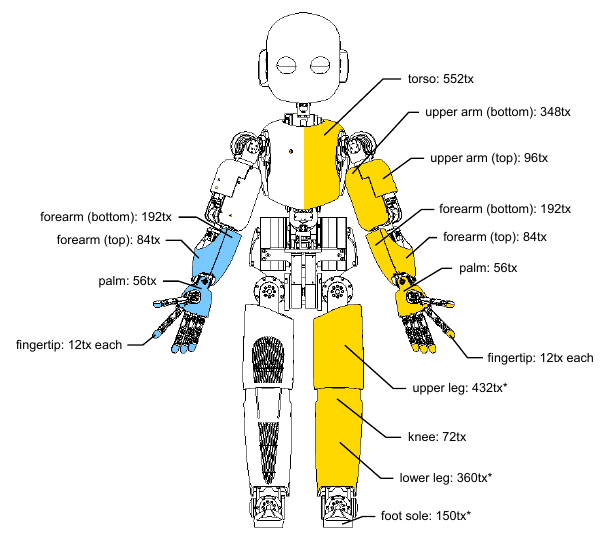 torso: 552tx
upper arm (bottom): 348tx
upper arm (top): 96tx
forearm (bottom): 192tx
forearm (bottom): 192tx
forearm (top): 84tx
forearm (top): 84tx
palm: 56tx
palm: 56tx
fingertip: 12tx each
fingertip: 12tx each
upper leg: 432tx*
knee: 72tx
lower leg: 360tx*
foot sole: 150tx*